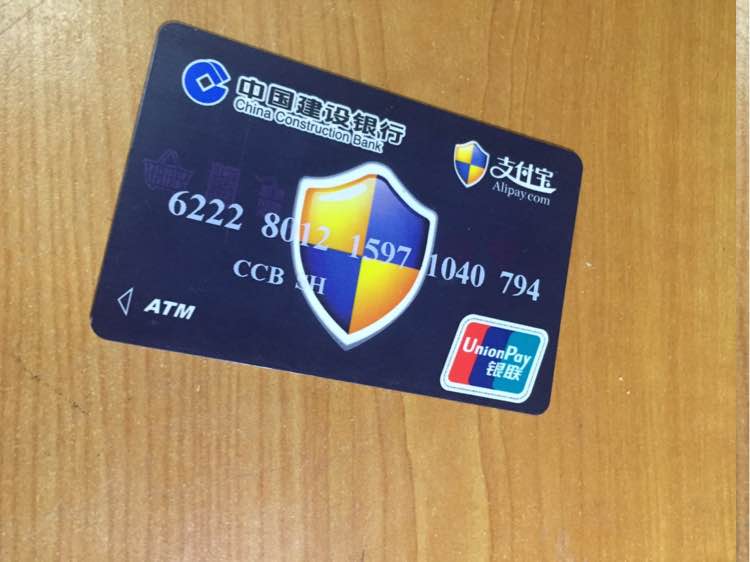 中国建设银行
China Construction Bank
支付宝
Alipay.com
6222 8012 1597 1040 794
CCB SH
ATM
UnionPay
银联